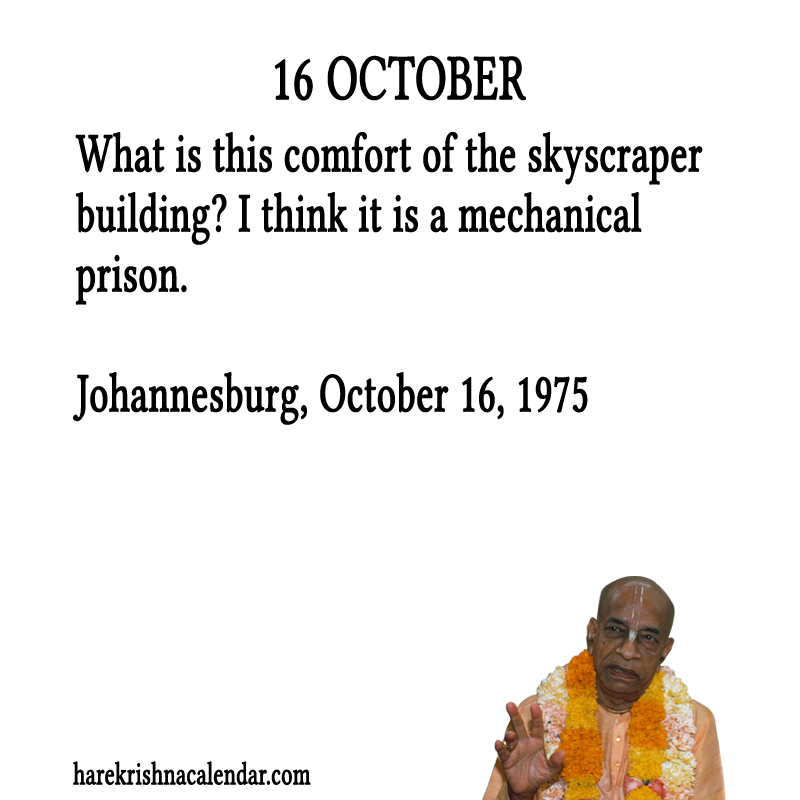 16 OCTOBER
What is this comfort of the skyscraper
building? I think it is a mechanical
prison.
Johannesburg, October 16, 1975
harekrishnacalendar.com